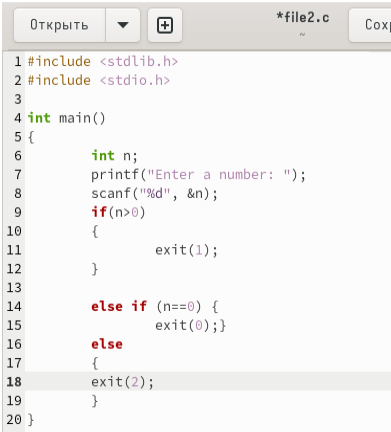 Открыть
*file2.c
~
Сох
1 #include <stdlib.h>
2 #include <stdio.h>
3
4 int main()
5 {
6 int n;
7 printf("Enter a number: ");
8 scanf("%d", &n);
9 if(n>0)
10 {
11 exit(1);
12 }
13
14 else if (n==0) {
15 exit(0);}
16 else
17 {
18 exit(2);
19 }
20 }